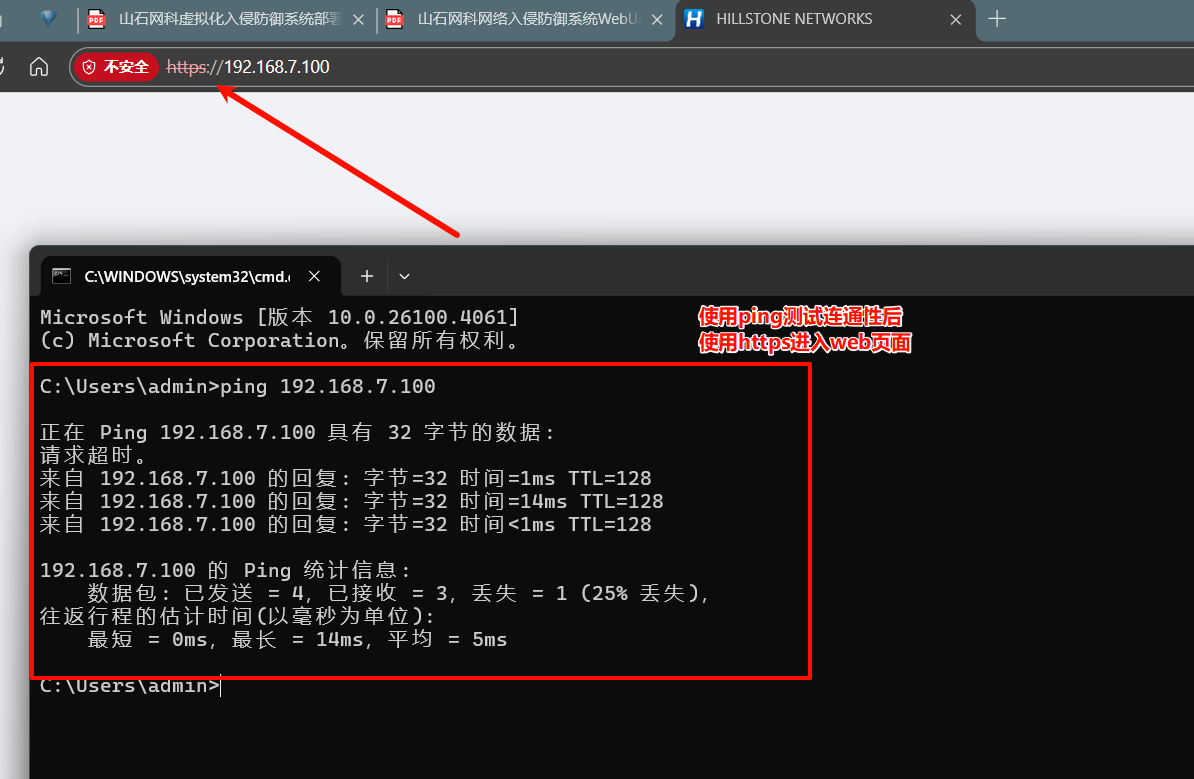 山石网科虚拟化入侵防御系统部署
山石网科网络入侵防御系统WebU
HILLSTONE NETWORKS
不安全 https://192.168.7.100
C:\WINDOWS\system32\cmd.e
Microsoft Windows [版本 10.0.26100.4061]
(c) Microsoft Corporation。保留所有权利。
使用ping测试连通性后
使用https进入web页面
C:\Users\admin>ping 192.168.7.100
正在 Ping 192.168.7.100 具有 32 字节的数据:
请求超时。
来自 192.168.7.100 的回复: 字节=32 时间=1ms TTL=128
来自 192.168.7.100 的回复: 字节=32 时间=14ms TTL=128
来自 192.168.7.100 的回复: 字节=32 时间<1ms TTL=128
192.168.7.100 的 Ping 统计信息:
数据包: 已发送 = 4, 已接收 = 3, 丢失 = 1 (25% 丢失),
往返行程的估计时间(以毫秒为单位):
最短 = 0ms, 最长 = 14ms, 平均 = 5ms
C:\Users\admin>